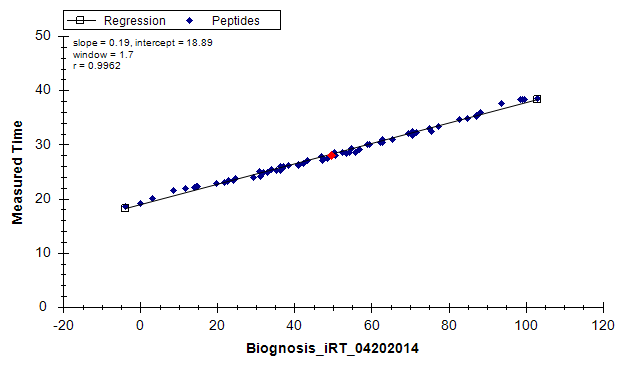 Regression Peptides
slope = 0.19, intercept = 18.89
window = 1.7
r = 0.9962
Measured Time
50
40
30
20
10
0
-20 0 20 40 60 80 100 120
Biognosis_iRT_04202014